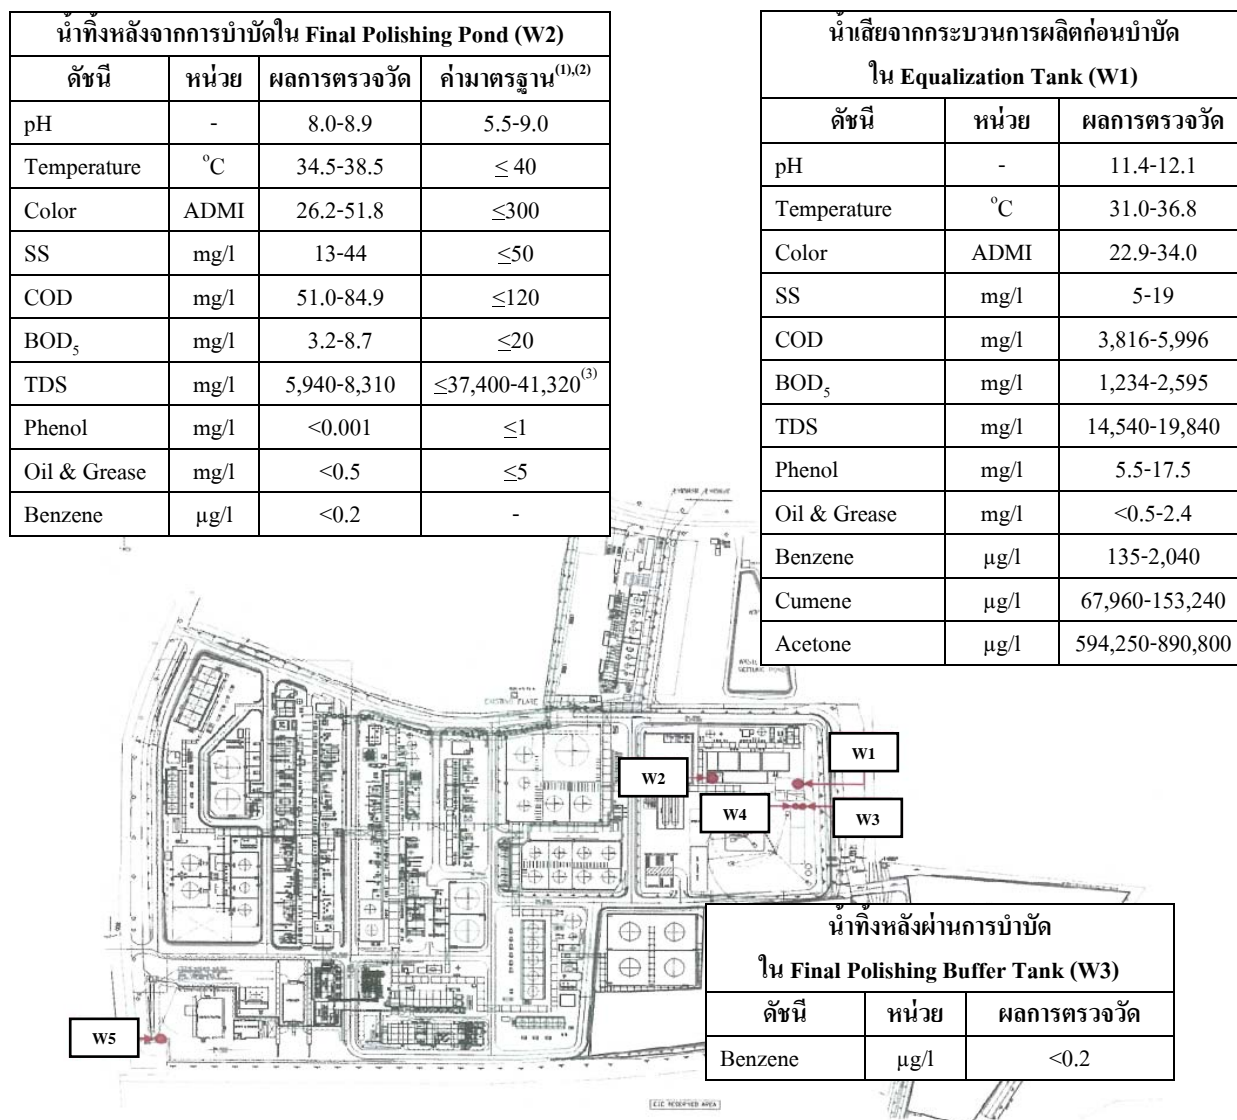 น้ำทิ้งหลังจากการบำบัดใน Final Polishing Pond (W2)
ดัชนี หน่วย ผลการตรวจวัด ค่ามาตรฐาน(1),(2)
pH - 8.0-8.9 5.5-9.0
Temperature °C 34.5-38.5 ≤ 40
Color ADMI 26.2-51.8 ≤300
SS mg/l 13-44 ≤50
COD mg/l 51.0-84.9 ≤120
BOD5 mg/l 3.2-8.7 ≤20
TDS mg/l 5,940-8,310 ≤37,400-41,320(3)
Phenol mg/l <0.001 ≤1
Oil & Grease mg/l <0.5 ≤5
Benzene µg/l <0.2 -
น้ำเสียจากกระบวนการผลิตก่อนบำบัด
ใน Equalization Tank (W1)
ดัชนี หน่วย ผลการตรวจวัด
pH - 11.4-12.1
Temperature °C 31.0-36.8
Color ADMI 22.9-34.0
SS mg/l 5-19
COD mg/l 3,816-5,996
BOD5 mg/l 1,234-2,595
TDS mg/l 14,540-19,840
Phenol mg/l 5.5-17.5
Oil & Grease mg/l <0.5-2.4
Benzene µg/l 135-2,040
Cumene µg/l 67,960-153,240
Acetone µg/l 594,250-890,800
EXISTING FLARE
W1
W2
W4
W3
น้ำทิ้งหลังผ่านการบำบัด
ใน Final Polishing Buffer Tank (W3)
ดัชนี หน่วย ผลการตรวจวัด
Benzene µg/l <0.2
W5
RESERVED AREA